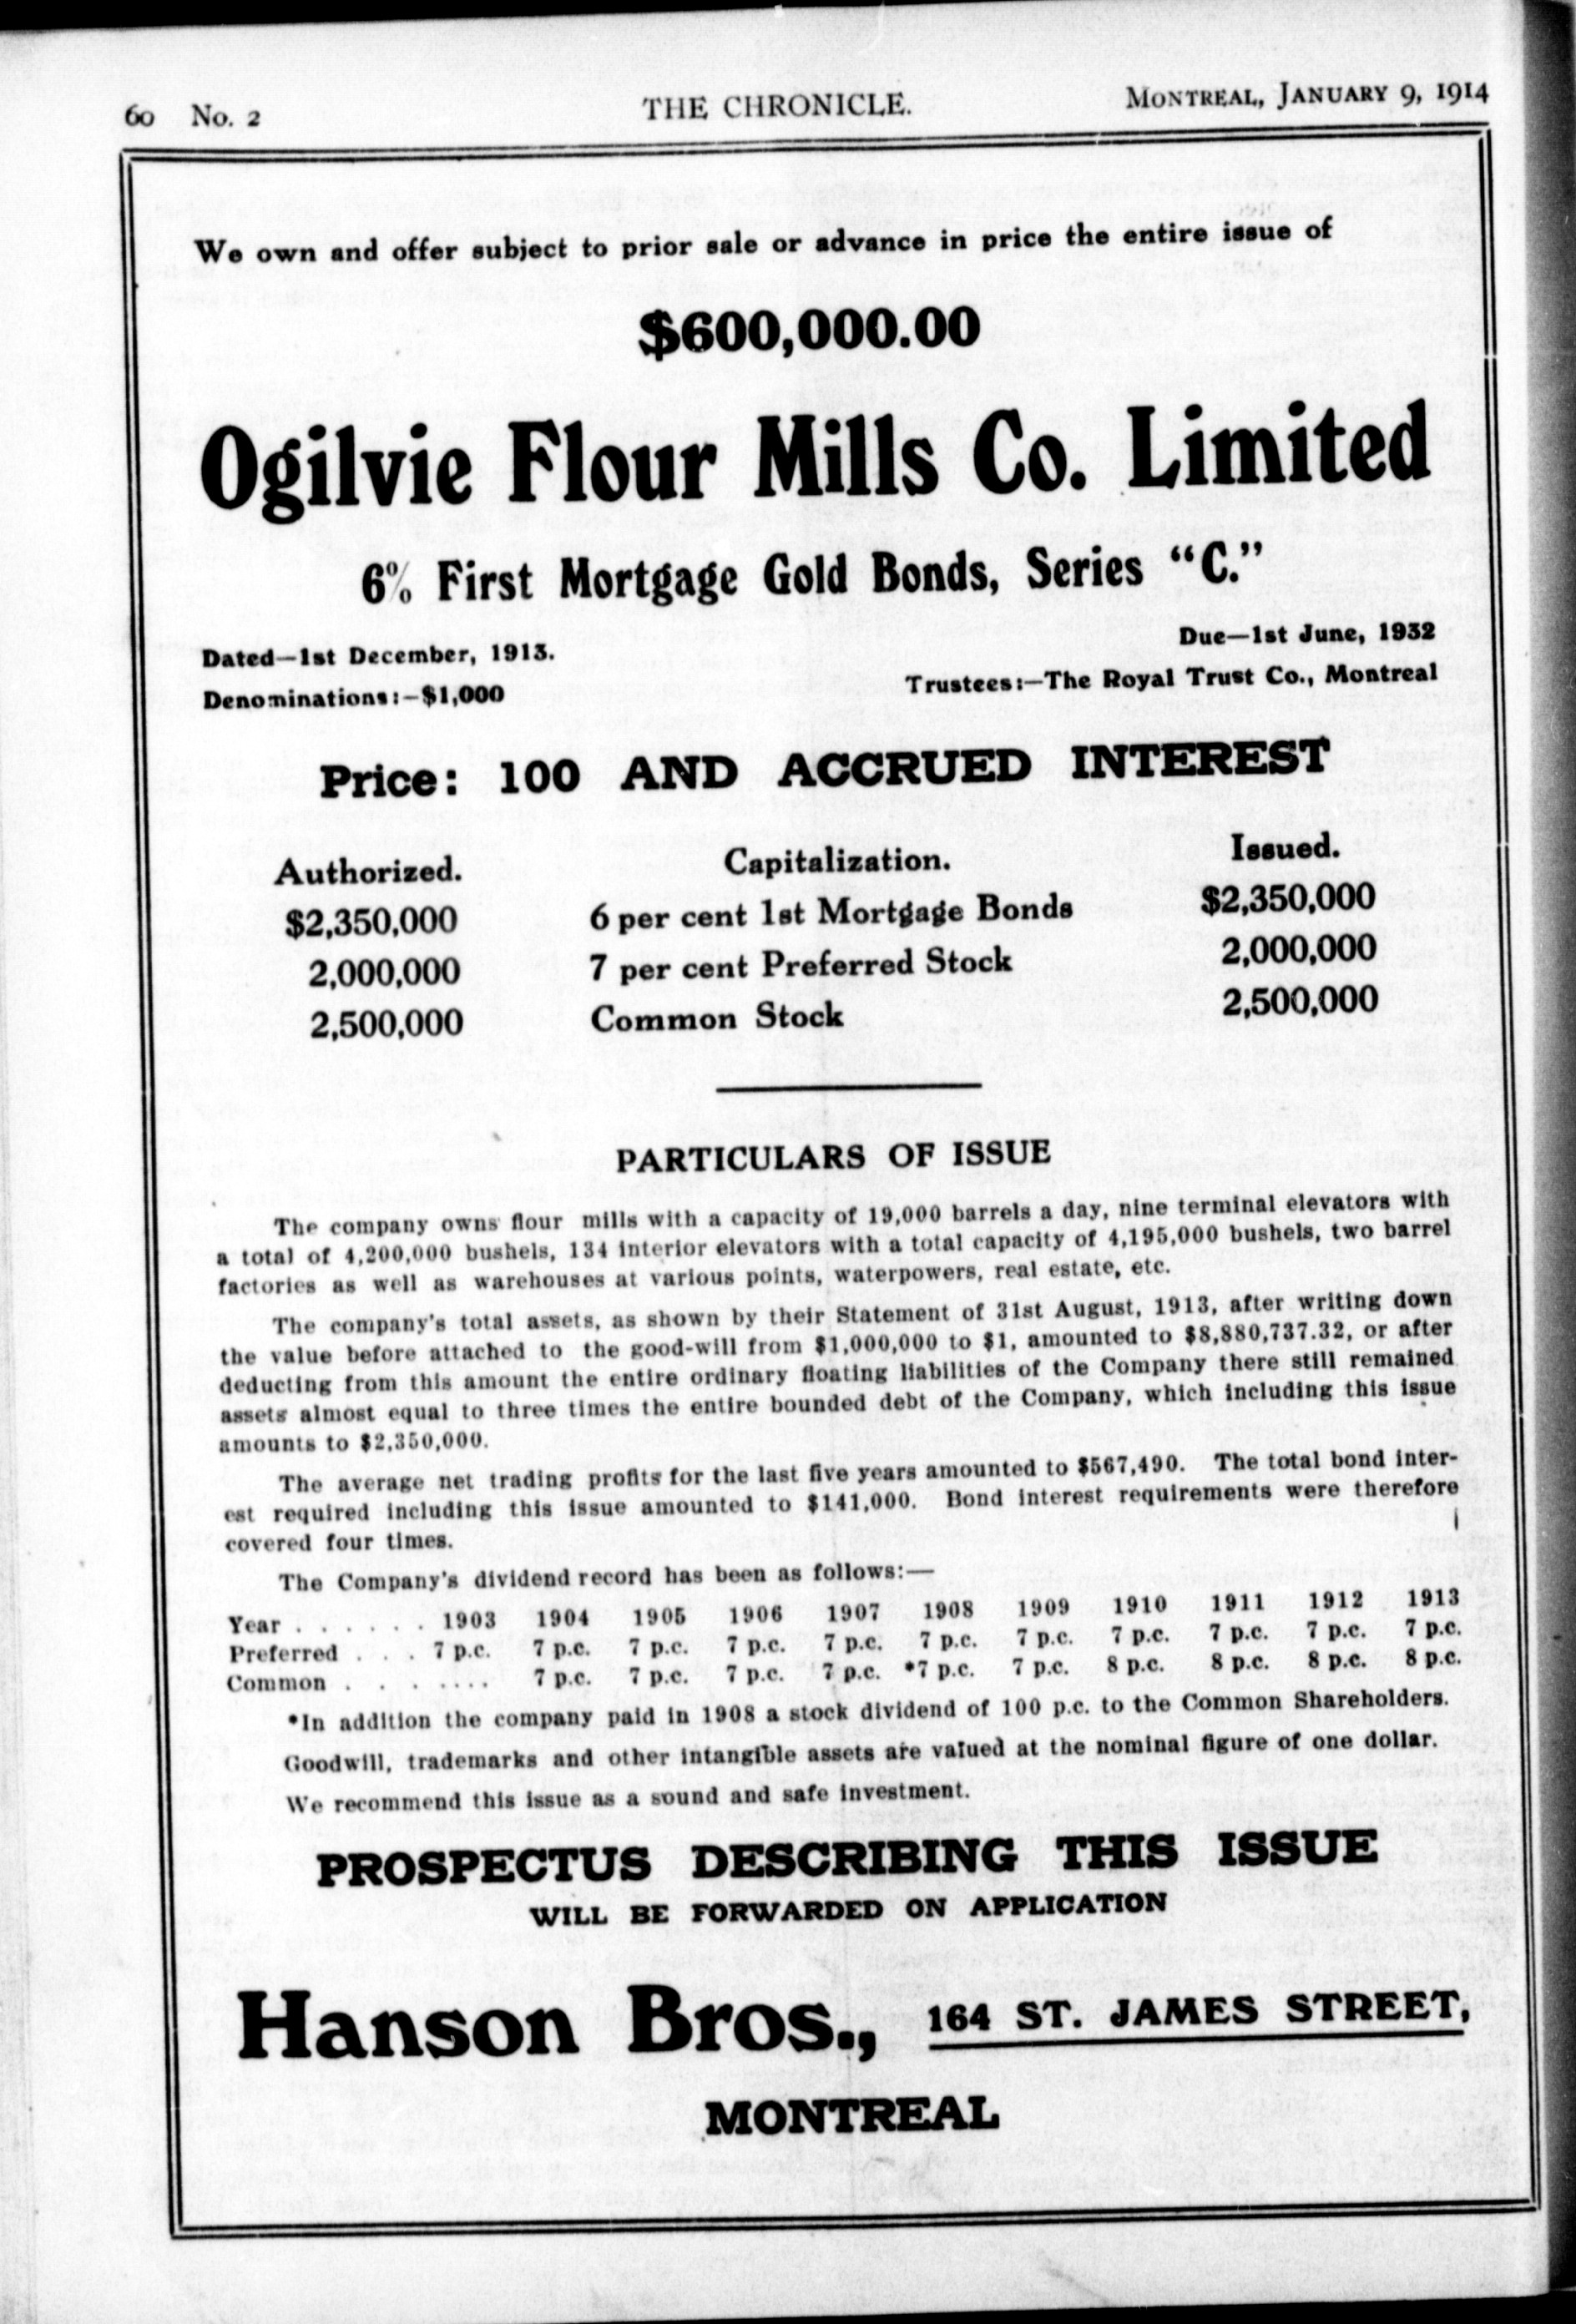 60 No. 2 THE CHRONICLE. MONTREAL, JANUARY 9, 1914
We own and offer subject to prior sale or advance in price the entire issue of
$600,000.00
Ogilvie Flour Mills Co. Limited
6% First Mortgage Gold Bonds, Series "C."
Dated—1st December, 1913. Due—1st June, 1932
Denominations:—$1,000 Trustees:—The Royal Trust Co., Montreal
Price: 100 AND ACCRUED INTEREST
Authorized. Capitalization. Issued.
$2,350,000 6 per cent 1st Mortgage Bonds $2,350,000
2,000,000 7 per cent Preferred Stock 2,000,000
2,500,000 Common Stock 2,500,000
PARTICULARS OF ISSUE
The company owns flour mills with a capacity of 19,000 barrels a day, nine terminal elevators with
a total of 4,200,000 bushels, 134 interior elevators with a total capacity of 4,195,000 bushels, two barrel
factories as well as warehouses at various points, waterpowers, real estate, etc.
The company's total assets, as shown by their Statement of 31st August, 1913, after writing down
the value before attached to the good-will from $1,000,000 to $1, amounted to $8,880,737.32, or after
deducting from this amount the entire ordinary floating liabilities of the Company there still remained
assets almost equal to three times the entire bounded debt of the Company, which including this issue
amounts to $2,350,000.
The average net trading profits for the last five years amounted to $567,490. The total bond inter-
est required including this issue amounted to $141,000. Bond interest requirements were therefore
covered four times.
The Company's dividend record has been as follows:—
Year . . . . . . 1903 1904 1905 1906 1907 1908 1909 1910 1911 1912 1913
Preferred . . . 7 p.c. 7 p.c. 7 p.c. 7 p.c. 7 p.c. 7 p.c. 7 p.c. 7 p.c. 7 p.c. 7 p.c. 7 p.c.
Common . . . . . . . 7 p.c. 7 p.c. 7 p.c. 7 p.c. *7 p.c. 7 p.c. 8 p.c. 8 p.c. 8 p.c. 8 p.c.
*In addition the company paid in 1908 a stock dividend of 100 p.c. to the Common Shareholders.
Goodwill, trademarks and other intangible assets are valued at the nominal figure of one dollar.
We recommend this issue as a sound and safe investment.
PROSPECTUS DESCRIBING THIS ISSUE
WILL BE FORWARDED ON APPLICATION
Hanson Bros., 164 ST. JAMES STREET,
MONTREAL